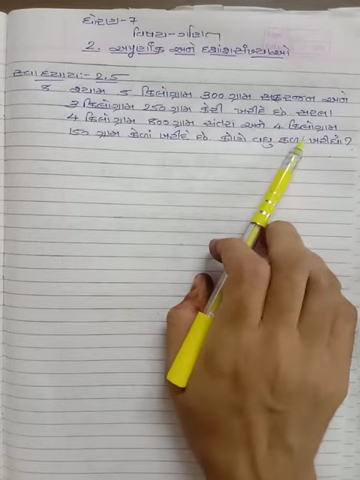 ધોરણ-7
વિષય-ગણિત
2. અપૂર્ણાંક અને દશાંશ સંખ્યાઓ
સ્વાધ્યાય:- 2.5
8 શ્યામ 5 કિલોગ્રામ 300 ગ્રામ સફરજન અને
3 કિલોગ્રામ 250 ગ્રામ કેરી ખરીદે છે. સરલા
4 કિલોગ્રામ 800 ગ્રામ સંતરા અને 4 કિલોગ્રામ
150 ગ્રામ કેળાં ખરીદે છે. કોણે વધુ ફળ ખરીદ્યાં?